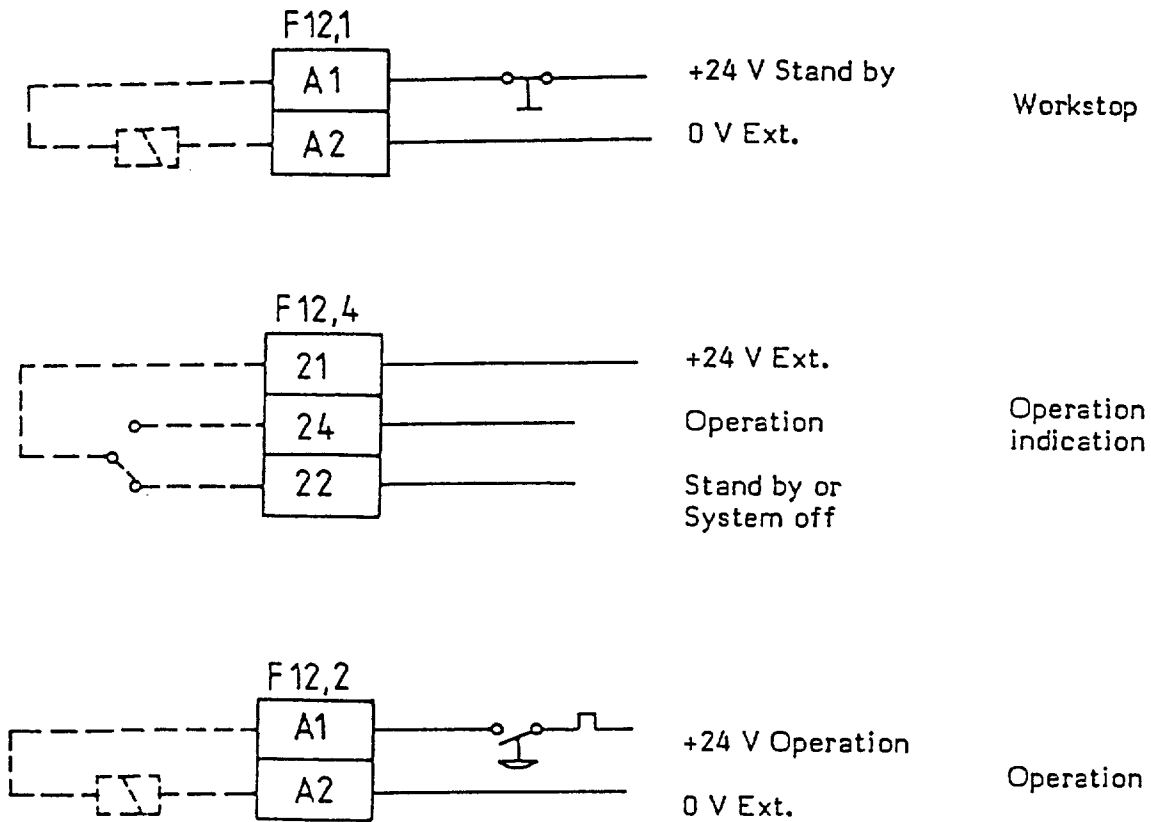 F12,1
A1
+24 V Stand by
Workstop
A2
0 V Ext.
F12,4
21
+24 V Ext.
24
Operation
Operation
indication
22
Stand by or
System off
F12,2
A1
+24 V Operation
Operation
A2
0 V Ext.